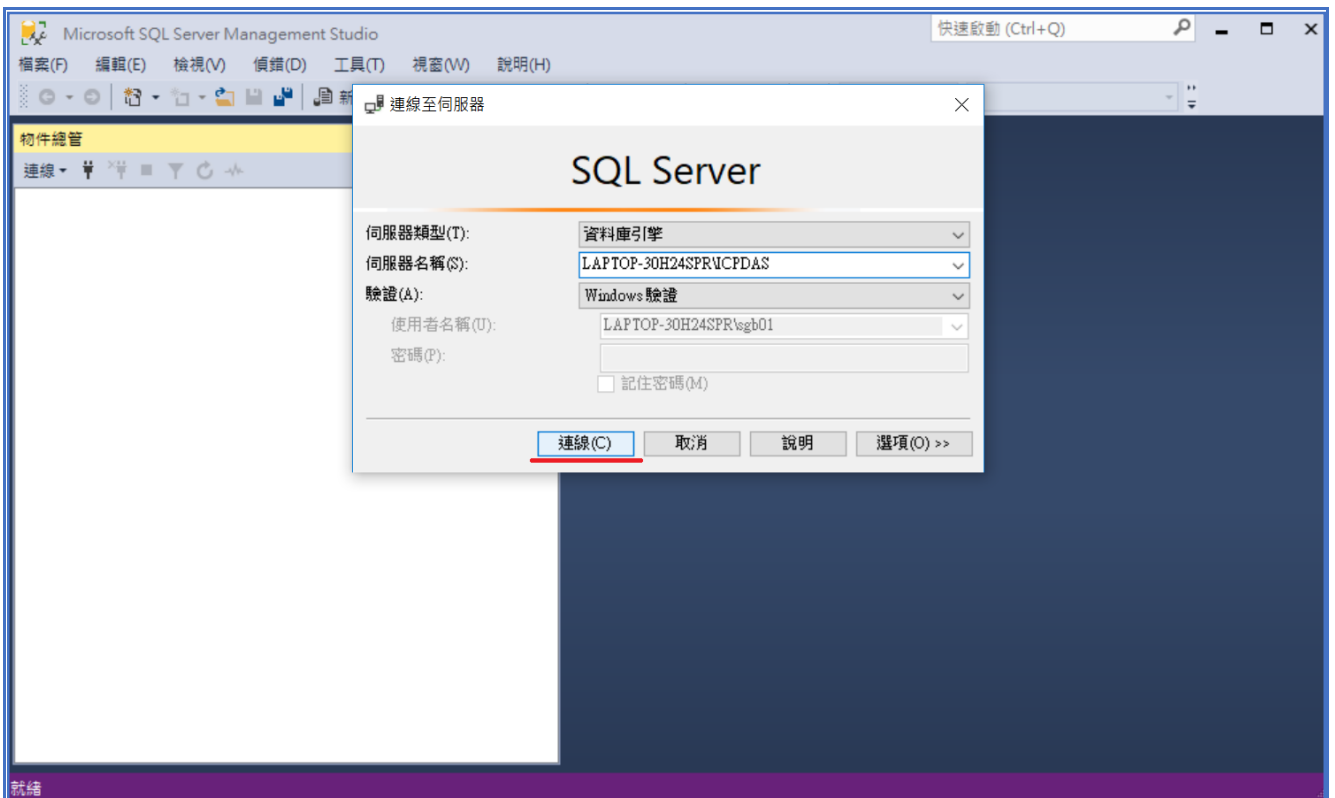 Microsoft SQL Server Management Studio
快速啟動 (Ctrl+Q)
檔案(F) 編輯(E) 檢視(V) 偵錯(D) 工具(T) 視窗(W) 說明(H)
新
物件總管
連線
連線至伺服器
SQL Server
伺服器類型(T): 資料庫引擎
伺服器名稱(S): LAPTOP-30H24SPR\ICPDAS
驗證(A): Windows 驗證
使用者名稱(U): LAPTOP-30H24SPR\sgb01
密碼(P):
記住密碼(M)
連線(C) 取消 說明 選項(O) >>
就緒